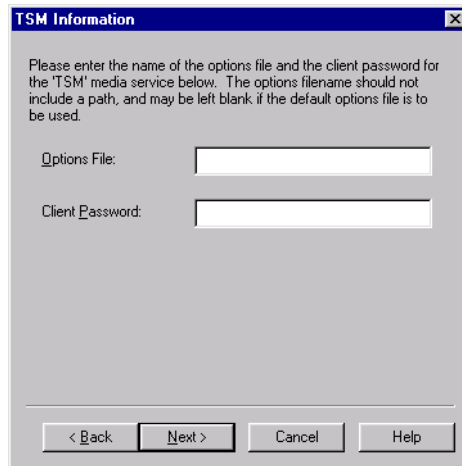 TSM Information
Please enter the name of the options file and the client password for
the 'TSM' media service below. The options filename should not
include a path, and may be left blank if the default options file is to
be used.
Options File:
Client Password:
< Back
Next >
Cancel
Help